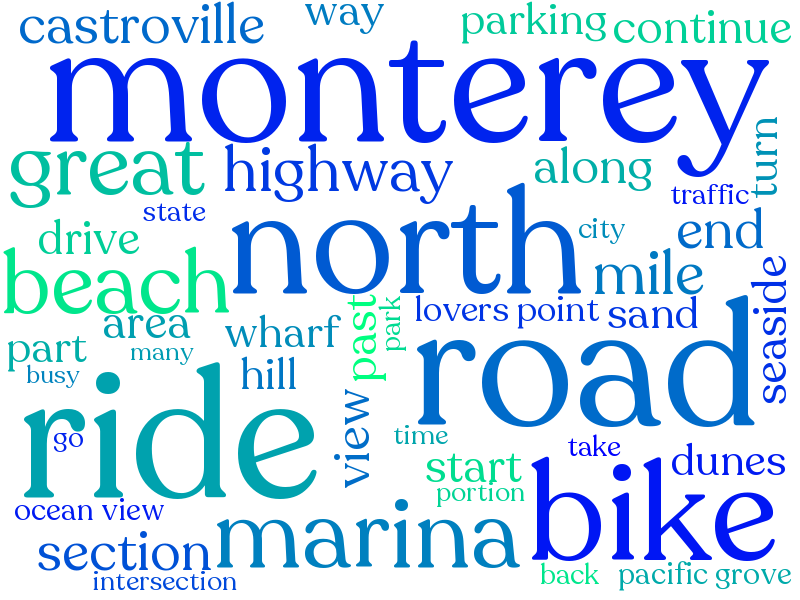 castroville
way
parking
continue
monterey
great
highway
along
turn
state
traffic
north
city
end
drive
beach
mile
seaside
area
wharf
past
park
lovers point
sand
part
many
busy
hill
road
ride
view
go
time
take
start
dunes
portion
bike
ocean view
marina
section
intersection
back
pacific grove